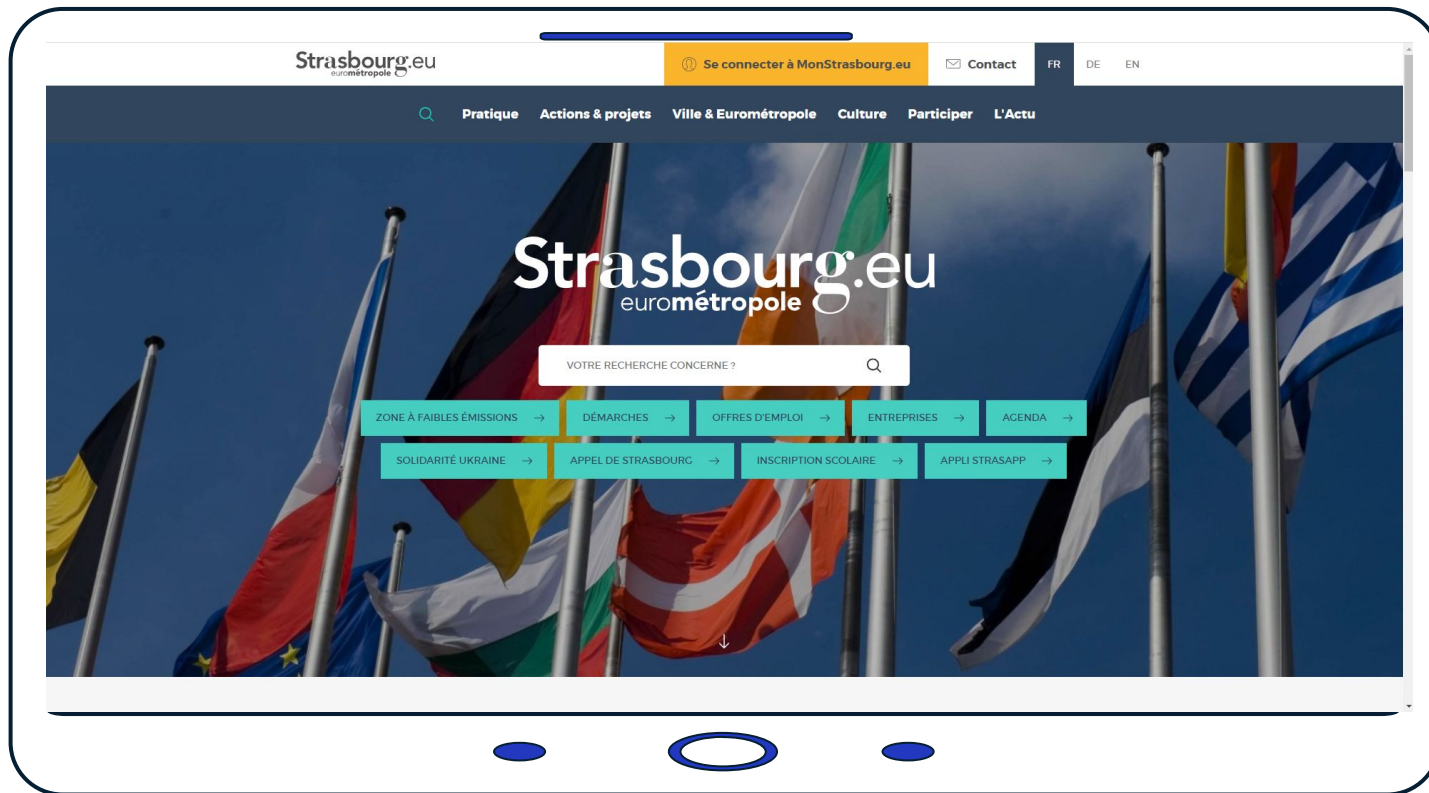 Strasbourg.eu
eurométropole
Se connecter à MonStrasbourg.eu
Contact
FR
DE
EN
Pratique
Actions & projets
Ville & Eurométropole
Culture
Participer
L'Actu
Strasbourg.eu
eurométropole
VOTRE RECHERCHE CONCERNE ?
ZONE À FAIBLES ÉMISSIONS →
DÉMARCHES →
OFFRES D'EMPLOI →
ENTREPRISES →
AGENDA →
SOLIDARITÉ UKRAINE →
APPEL DE STRASBOURG →
INSCRIPTION SCOLAIRE →
APPLI STRASAPP →